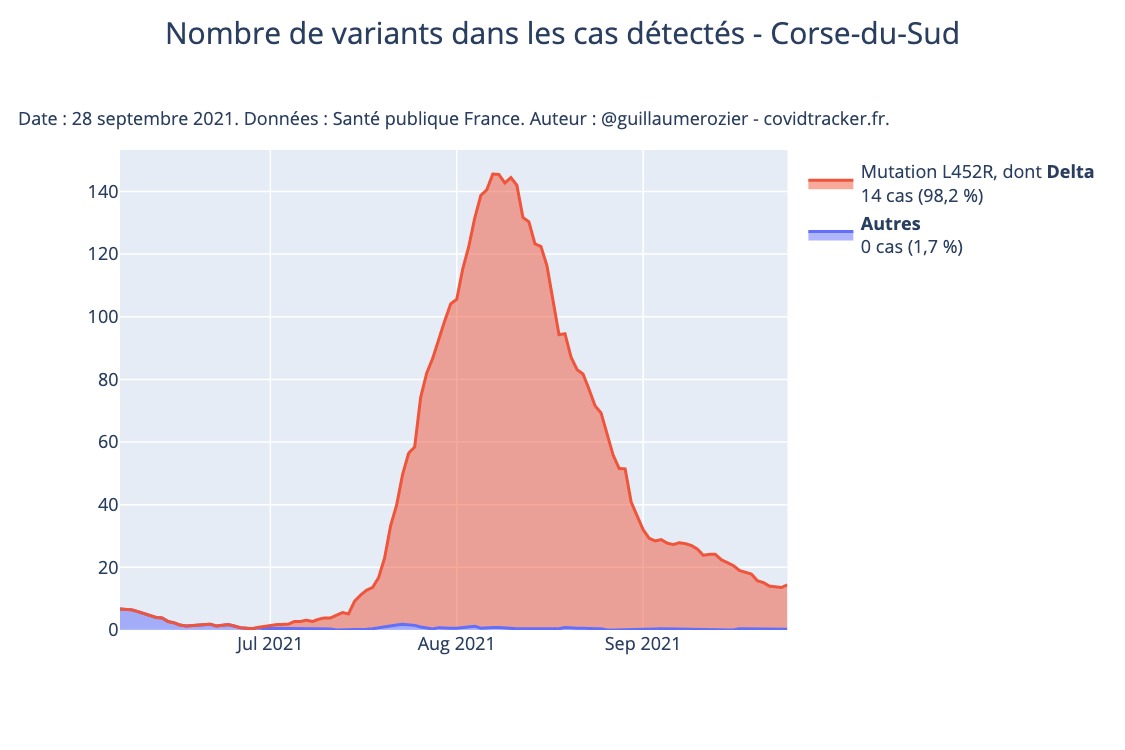 Nombre de variants dans les cas détectés - Corse-du-Sud
Date : 28 septembre 2021. Données : Santé publique France. Auteur : @guillaumerozier - covidtracker.fr.
Mutation L452R, dont Delta
14 cas (98,2 %)
Autres
0 cas (1,7 %)
140
120
100
80
60
40
20
0
Jul 2021 Aug 2021 Sep 2021